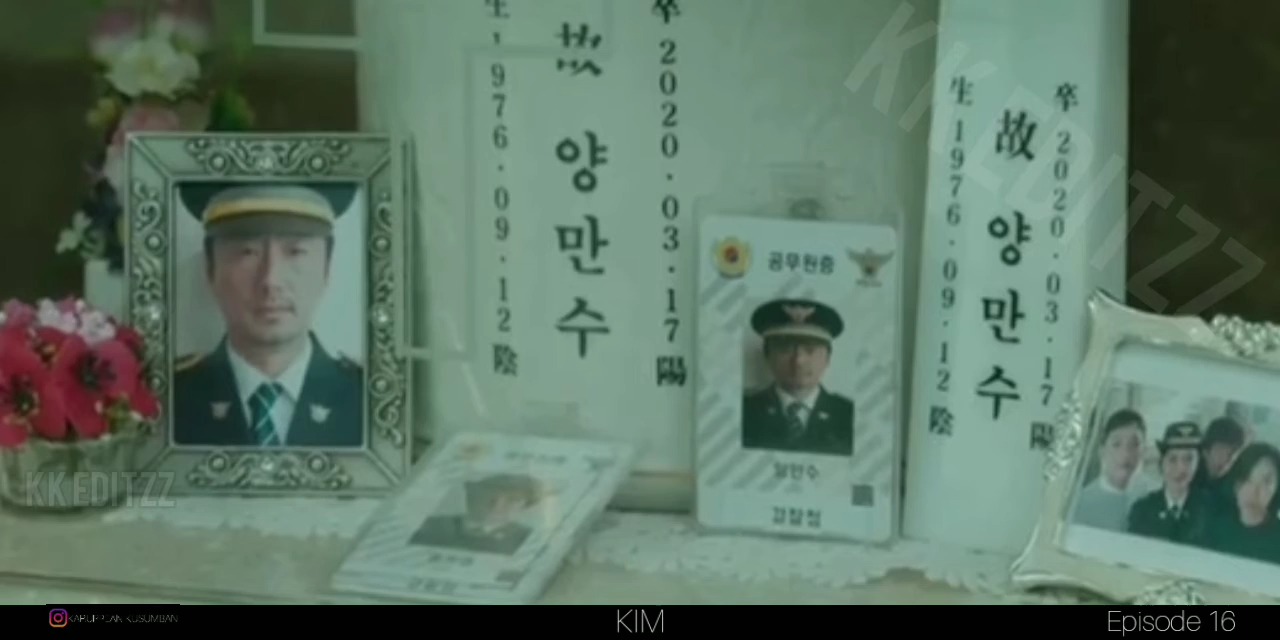 生 1976·09·12 陰
故 양만수
卒 2020·03·17 陽
공무원증
양만수
경찰청
生 1976·09·12 陰
故 양만수
卒 2020·03·17 陽
KKEDITZZ
KKEDITZZ
KIM
Episode 16